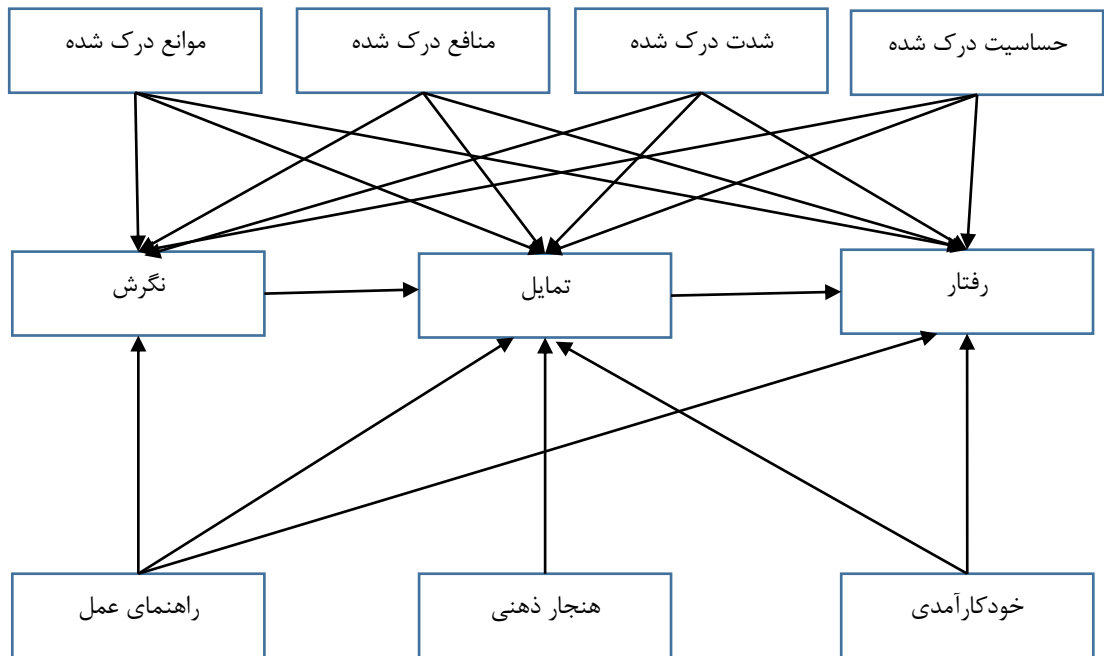 حساسیت درک شده
شدت درک شده
منافع درک شده
موانع درک شده
رفتار
تمایل
نگرش
خودکارآمدی
هنجار ذهنی
راهنمای عمل